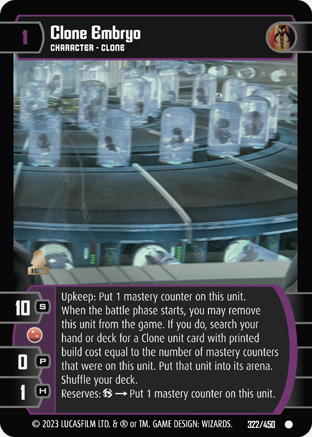 1
Clone Embryo
CHARACTER - CLONE
10 S
0 P
1 H
Upkeep: Put 1 mastery counter on this unit.
When the battle phase starts, you may remove
this unit from the game. If you do, search your
hand or deck for a Clone unit card with printed
build cost equal to the number of mastery counters
that were on this unit. Put that unit into its arena.
Shuffle your deck.
Reserves: → Put 1 mastery counter on this unit.
© 2023 LUCASFILM LTD. & ® or TM. GAME DESIGN: WIZARDS.
322/450